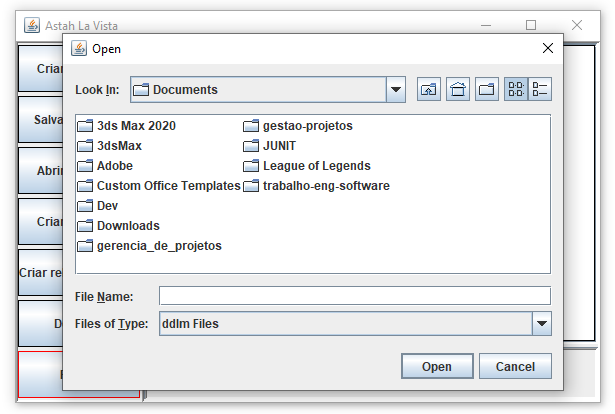 Astah La Vista
Open
Look In:
Documents
3ds Max 2020
3dsMax
Adobe
Custom Office Templates
Dev
Downloads
gerencia_de_projetos
gestao-projetos
JUNIT
League of Legends
trabalho-eng-software
File Name:
Files of Type:
ddlm Files
Open
Cancel
Criar
Salva
Abrir
Criar
Criar re
D